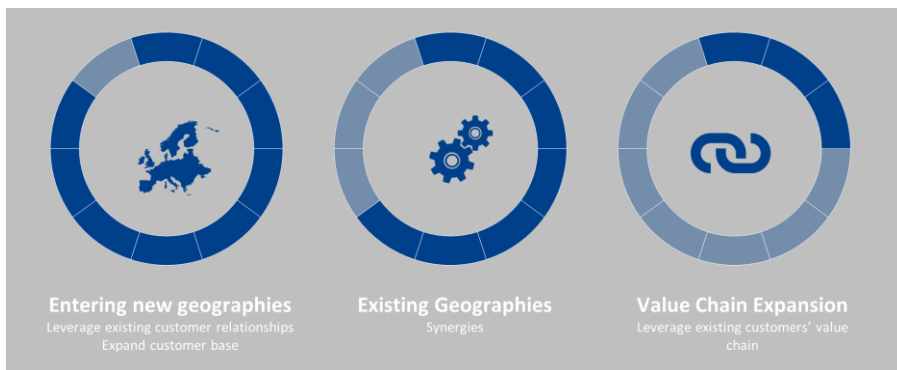 Entering new geographies
Leverage existing customer relationships
Expand customer base
Existing Geographies
Synergies
Value Chain Expansion
Leverage existing customers’ value
chain